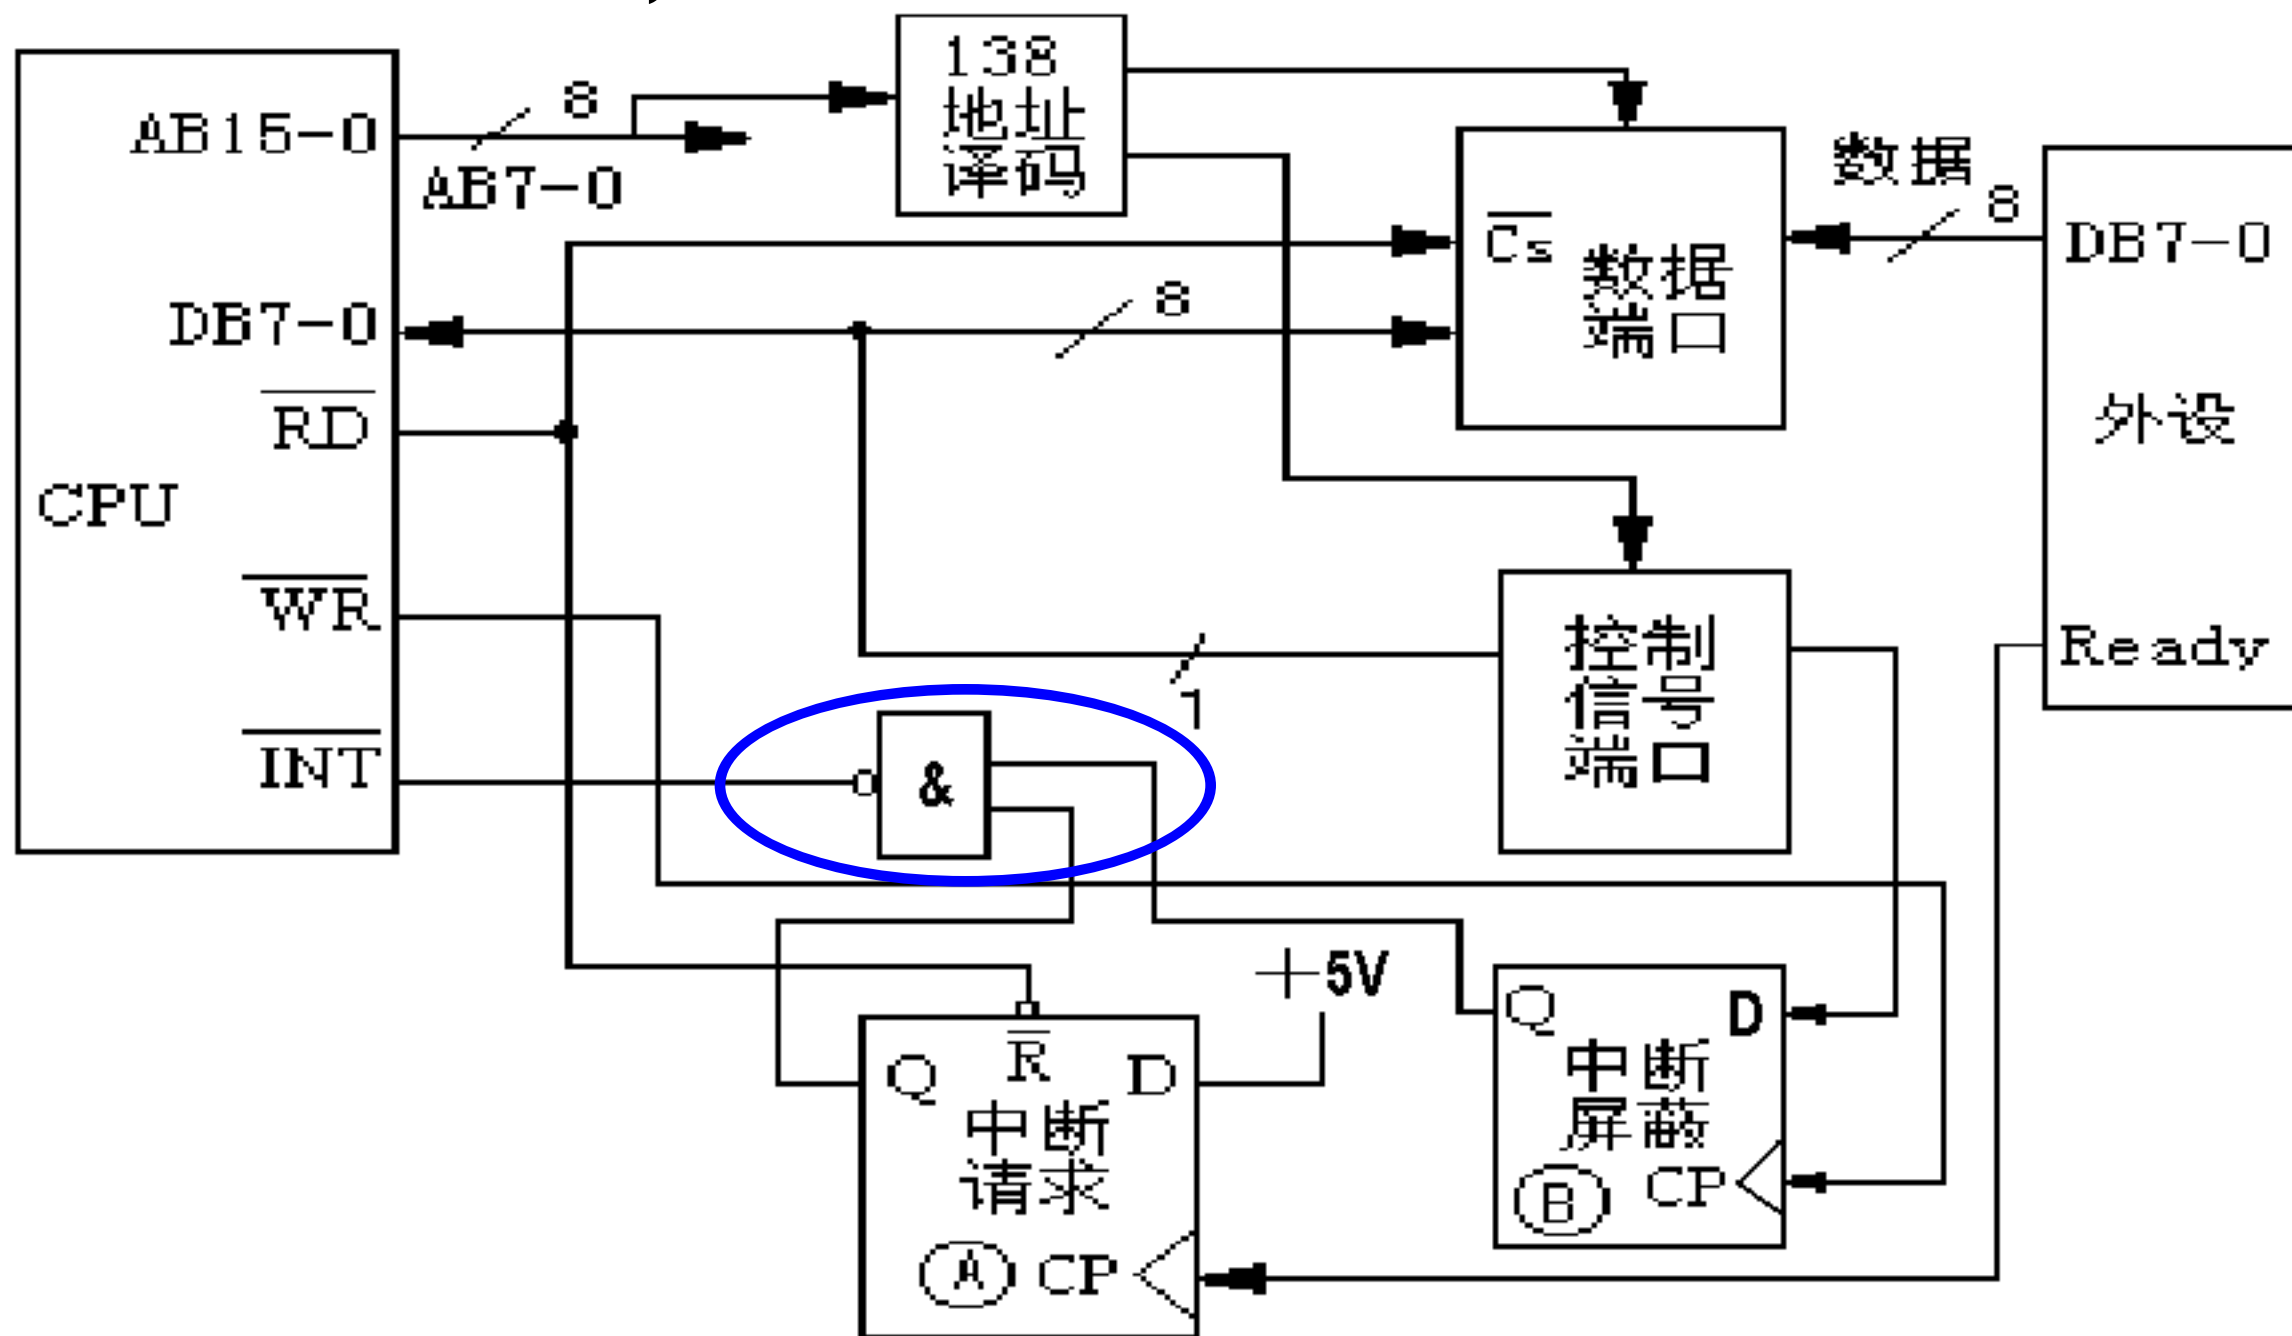 AB15-0
8
AB7-0
138
地址
译码
数据
8
DB7-0
Cs
数据
端口
8
DB7-0
RD
外设
CPU
WR
控制
信号
端口
Ready
1
INT
&
+5V
Q
D
中断
屏蔽
B
CP
Q
R
D
中断
请求
A
CP